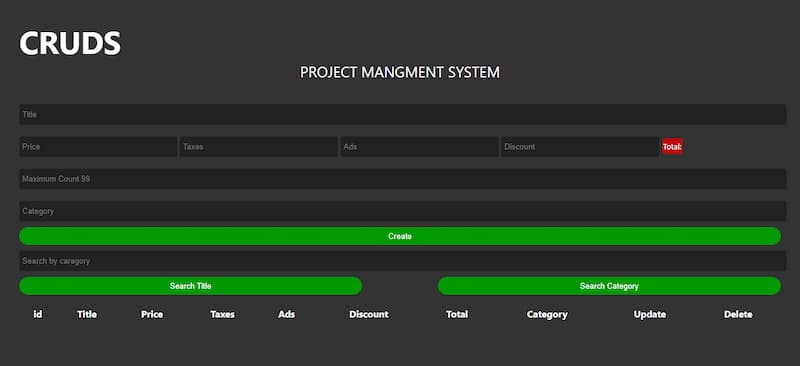 CRUDS
PROJECT MANGMENT SYSTEM
Title
Price Taxes Ads Discount Total:
Maximum Count 99
Category
Create
Search by caregory
Search Title Search Category
id Title Price Taxes Ads Discount Total Category Update Delete